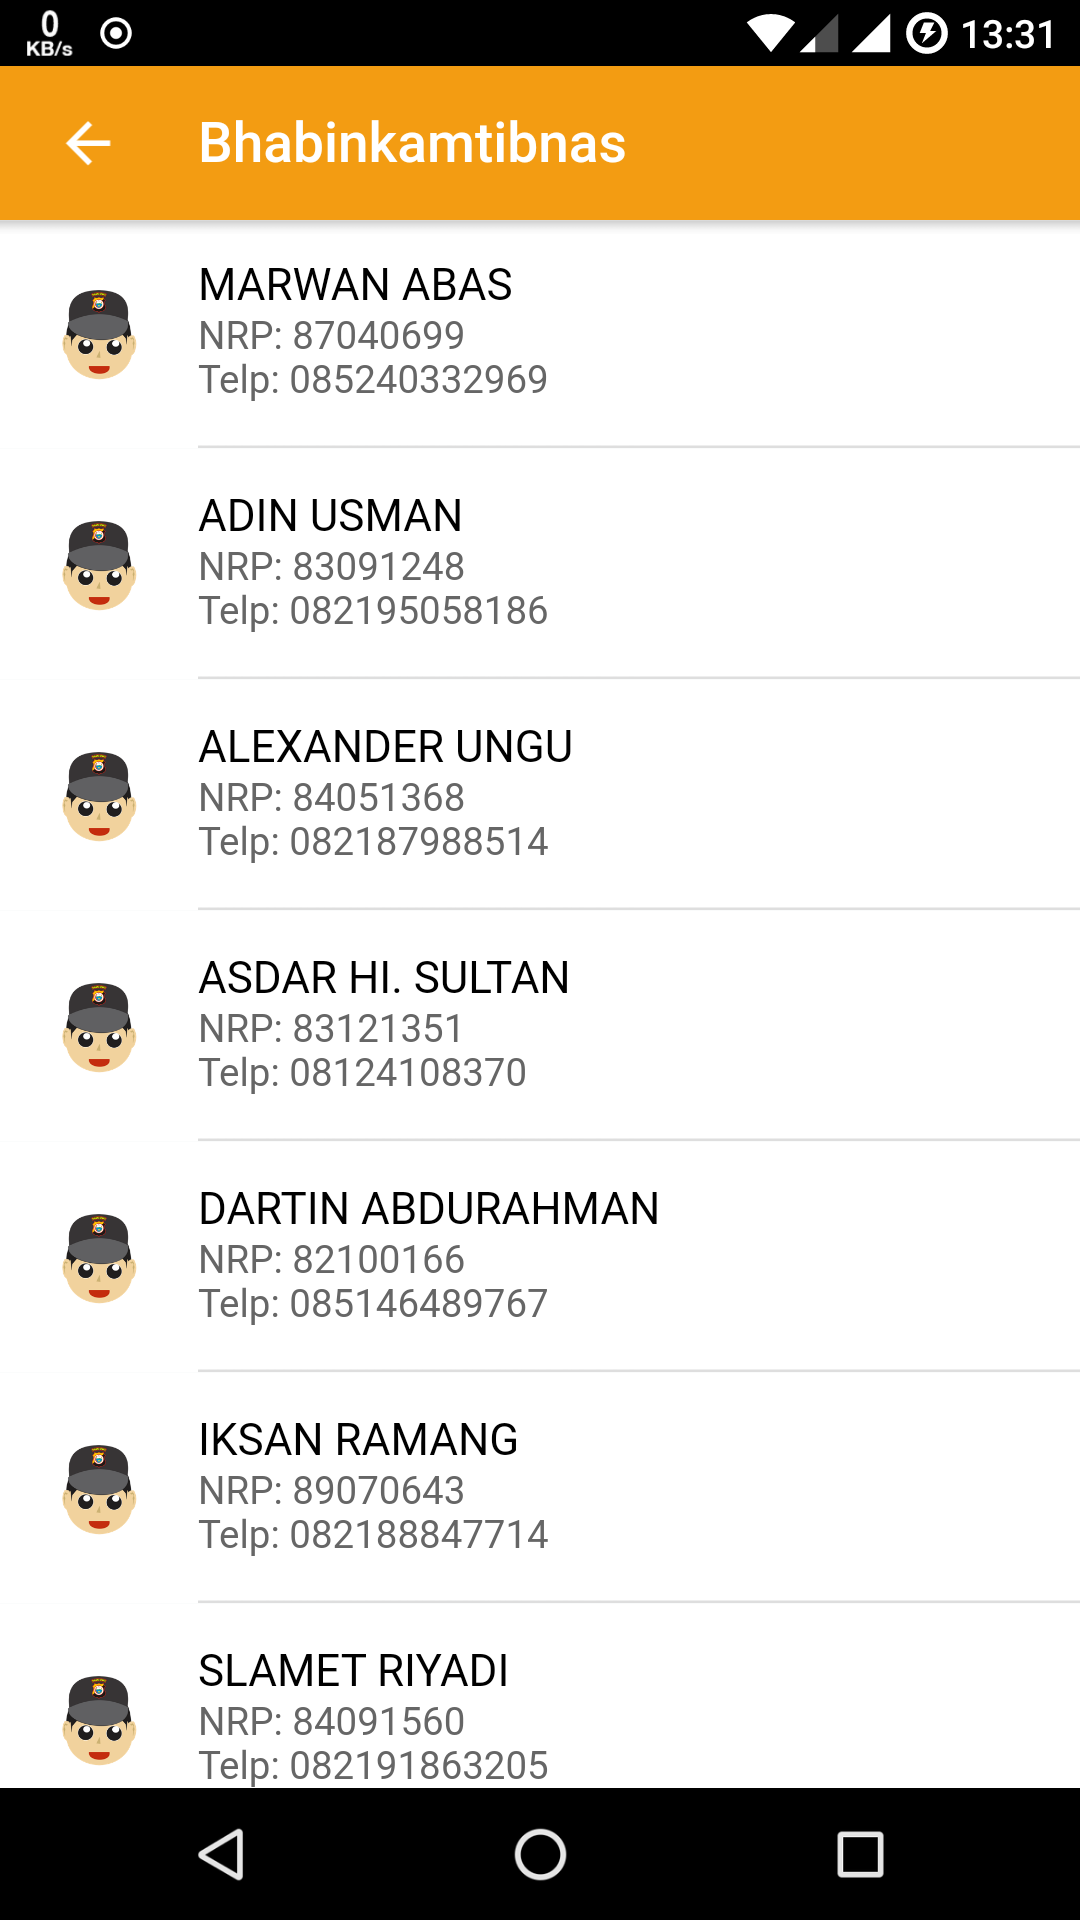 0
KB/s
13:31
Bhabinkamtibnas
MARWAN ABAS
NRP: 87040699
Telp: 085240332969
ADIN USMAN
NRP: 83091248
Telp: 082195058186
ALEXANDER UNGU
NRP: 84051368
Telp: 082187988514
ASDAR HI. SULTAN
NRP: 83121351
Telp: 08124108370
DARTIN ABDURAHMAN
NRP: 82100166
Telp: 085146489767
IKSAN RAMANG
NRP: 89070643
Telp: 082188847714
SLAMET RIYADI
NRP: 84091560
Telp: 082191863205